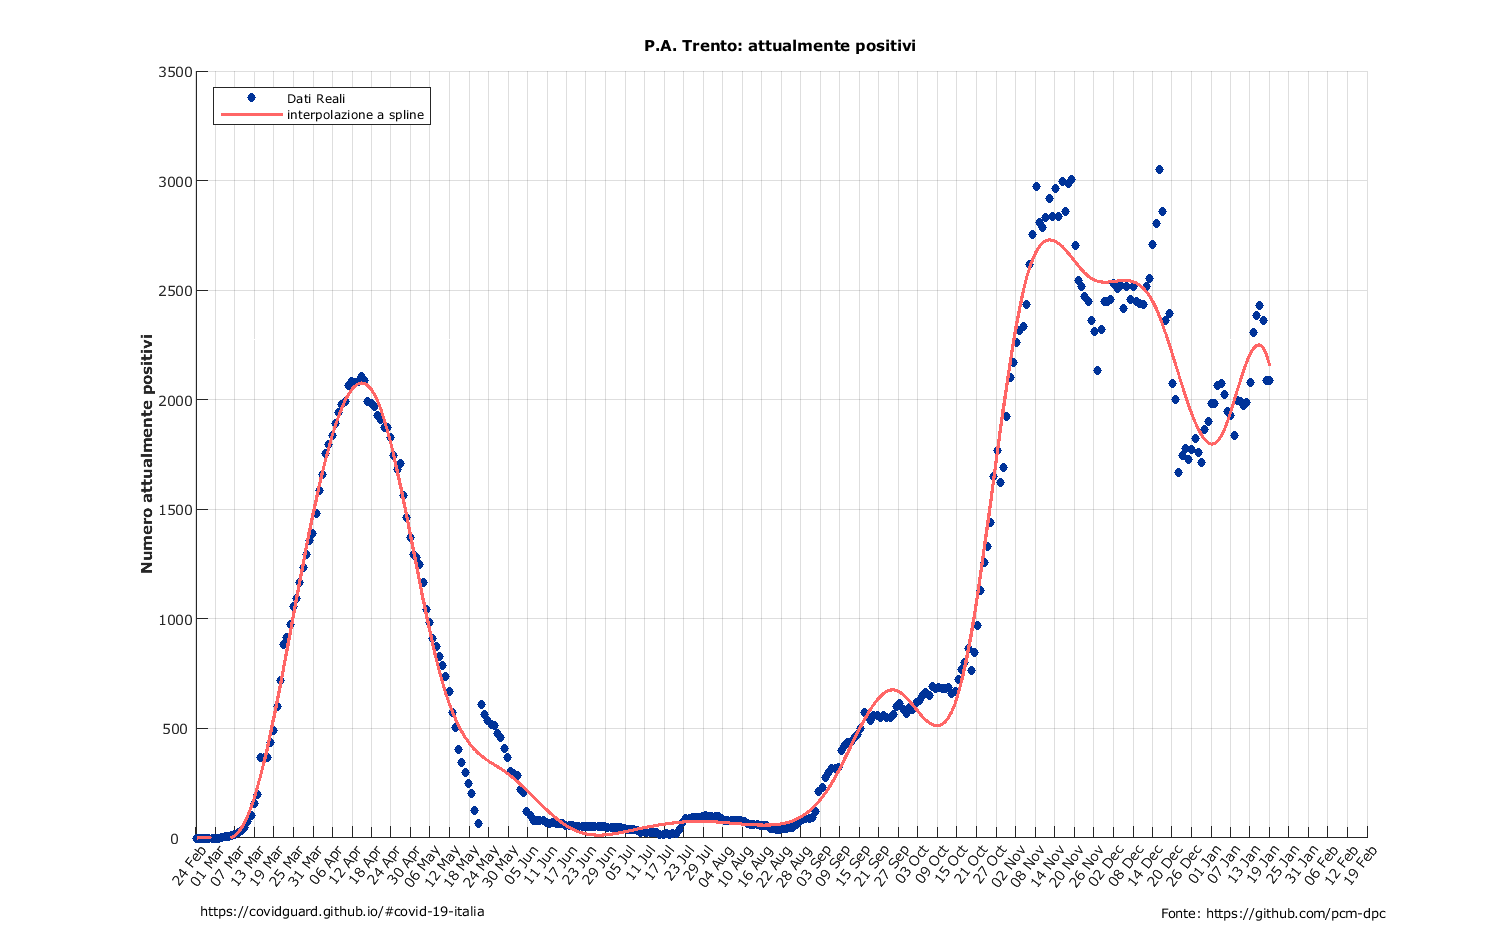 P.A. Trento: attualmente positivi
Numero attualmente positivi
3500
3000
2500
2000
1500
1000
500
0
Dati Reali
interpolazione a spline
24 Feb
01 Mar
07 Mar
13 Mar
19 Mar
25 Mar
31 Mar
06 Apr
12 Apr
18 Apr
24 Apr
30 Apr
06 May
12 May
18 May
24 May
30 May
05 Jun
11 Jun
17 Jun
23 Jun
29 Jun
05 Jul
11 Jul
17 Jul
23 Jul
29 Jul
04 Aug
10 Aug
16 Aug
22 Aug
28 Aug
03 Sep
09 Sep
15 Sep
21 Sep
27 Sep
03 Oct
09 Oct
15 Oct
21 Oct
27 Oct
02 Nov
08 Nov
14 Nov
20 Nov
26 Nov
02 Dec
08 Dec
14 Dec
20 Dec
26 Dec
01 Jan
07 Jan
13 Jan
19 Jan
25 Jan
31 Jan
06 Feb
12 Feb
19 Feb
https://covidguard.github.io/#covid-19-italia
Fonte: https://github.com/pcm-dpc